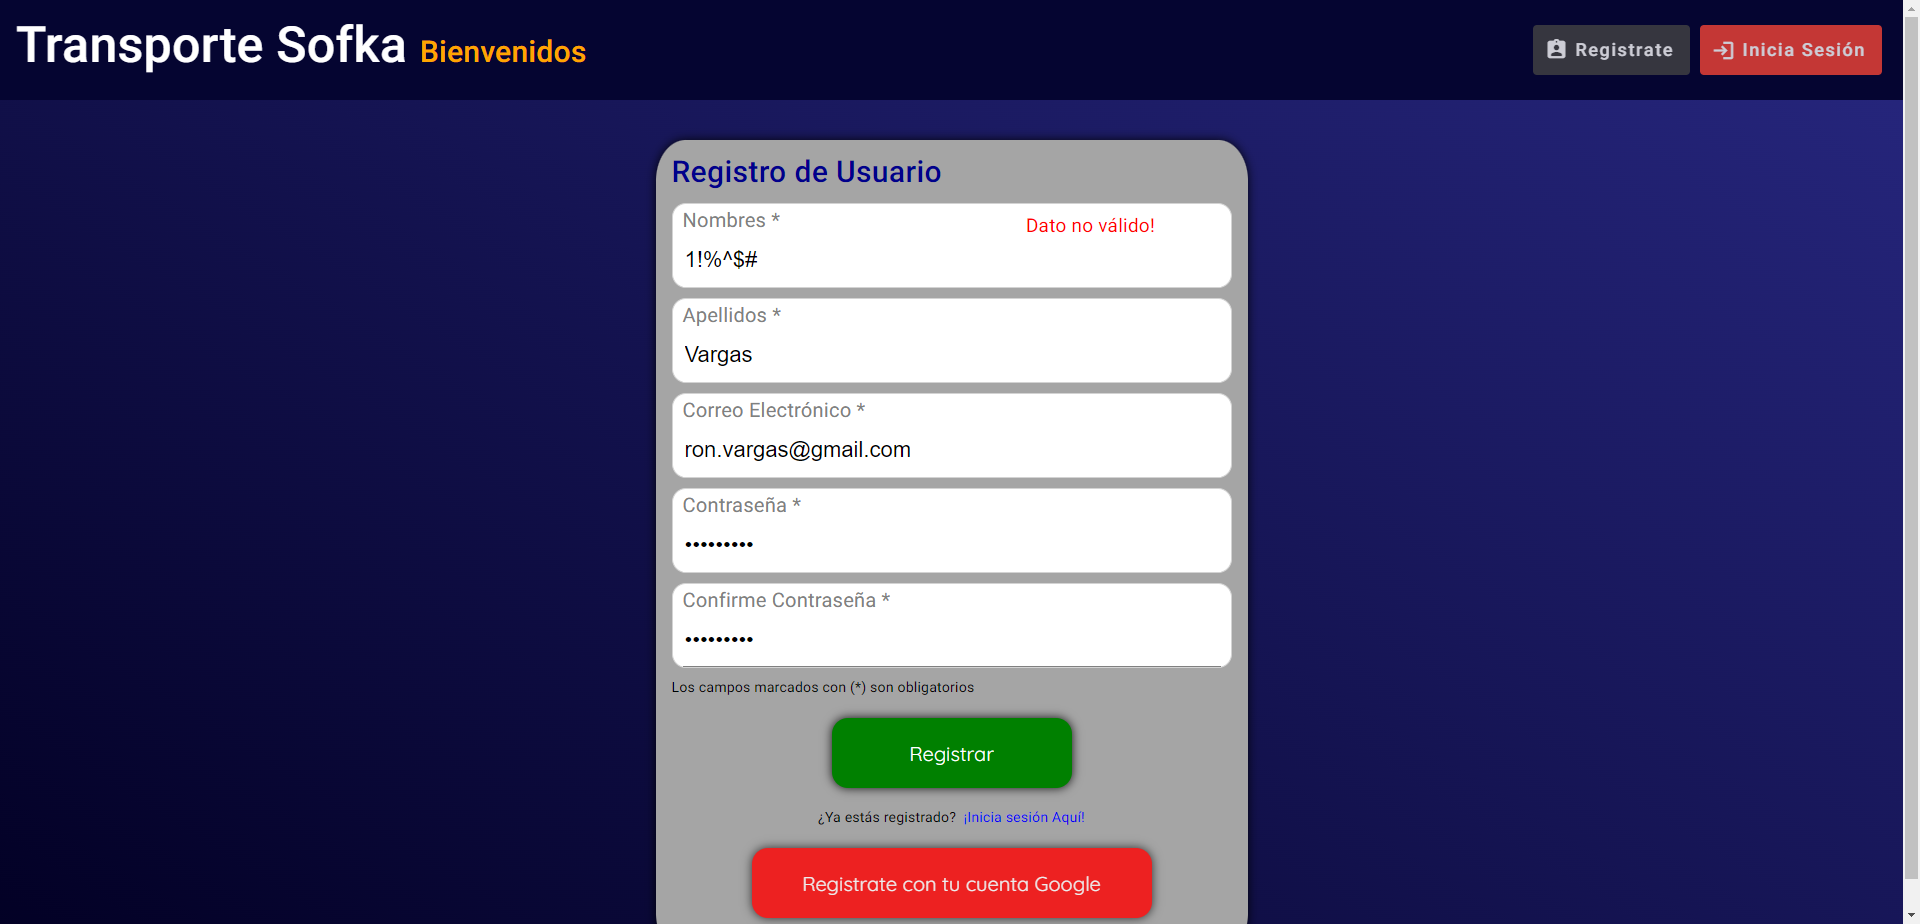 Transporte Sofka Bienvenidos
Registrate
Inicia Sesión
Registro de Usuario
Nombres *
Dato no válido!
1!%^$#
Apellidos *
Vargas
Correo Electrónico *
ron.vargas@gmail.com
Contraseña *
•••••••••
Confirme Contraseña *
•••••••••
Los campos marcados con (*) son obligatorios
Registrar
¿Ya estás registrado? ¡Inicia sesión Aquí!
Registrate con tu cuenta Google